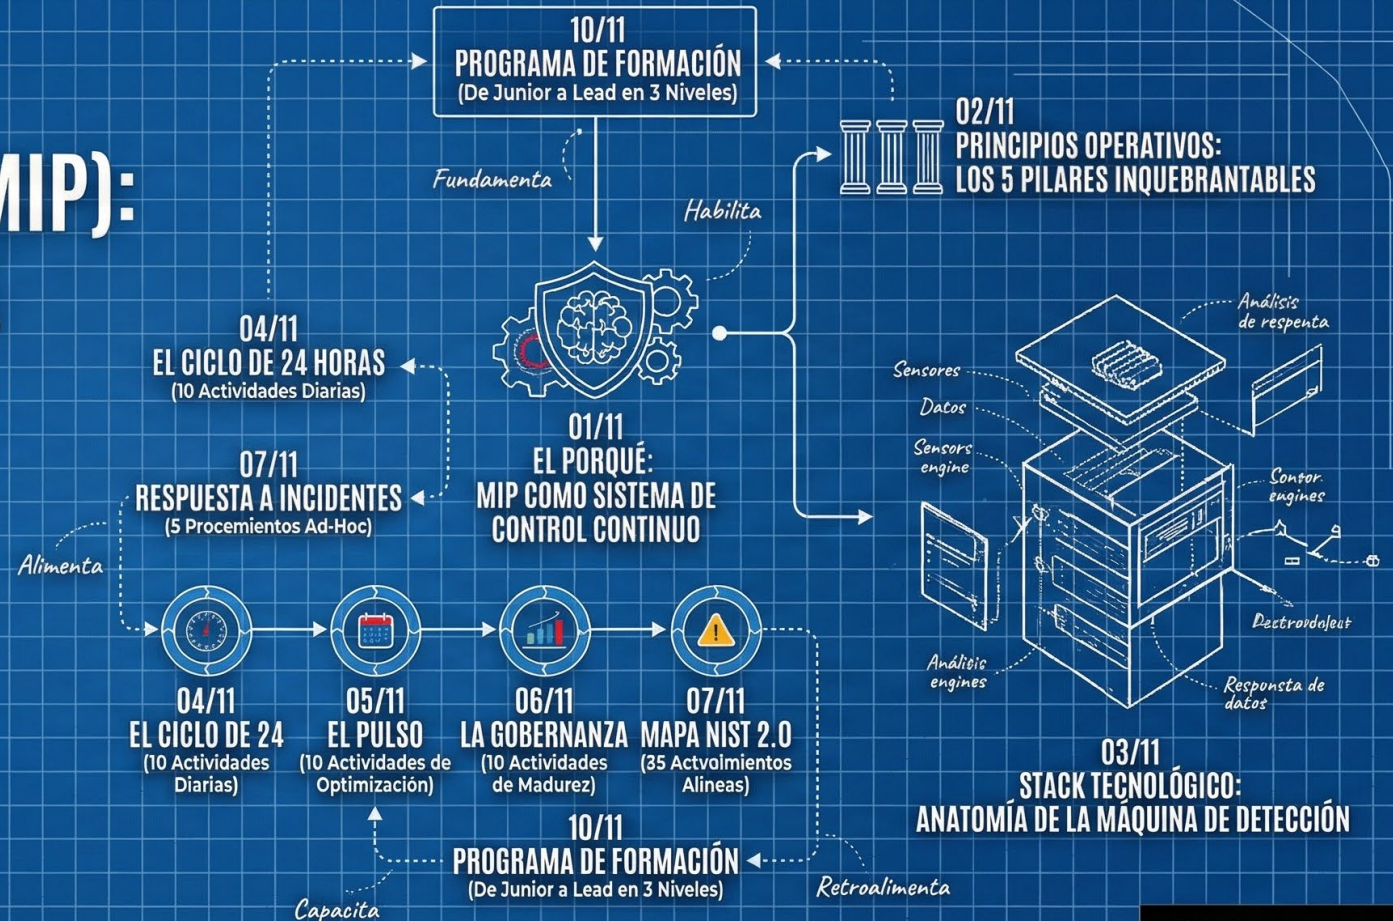 10/11
PROGRAMA DE FORMACIÓN
(De Junior a Lead en 3 Niveles)
02/11
PRINCIPIOS OPERATIVOS:
LOS 5 PILARES INQUEBRANTABLES
MIP):
Fundamenta
Habilita
04/11
EL CICLO DE 24 HORAS
(10 Actividades Diarias)
07/11
RESPUESTA A INCIDENTES
(5 Procemientos Ad-Hoc)
Alimenta
01/11
EL PORQUÉ:
MIP COMO SISTEMA DE
CONTROL CONTINUO
Análisis
de respenta
Sensores
Datos
Sensors
engine
Sontor
engines
Análisis
engines
Responsta de
datos
03/11
STACK TECNOLÓGICO:
ANATOMÍA DE LA MÁQUINA DE DETECCIÓN
04/11
EL CICLO DE 24
(10 Actividades
Diarias)
05/11
EL PULSO
(10 Actividades de
Optimización)
06/11
LA GOBERNANZA
(10 Actividades
de Madurez)
07/11
MAPA NIST 2.0
(35 Actvolmientos
Alineas)
10/11
PROGRAMA DE FORMACIÓN
(De Junior a Lead en 3 Niveles)
Capacita
Retroalimenta